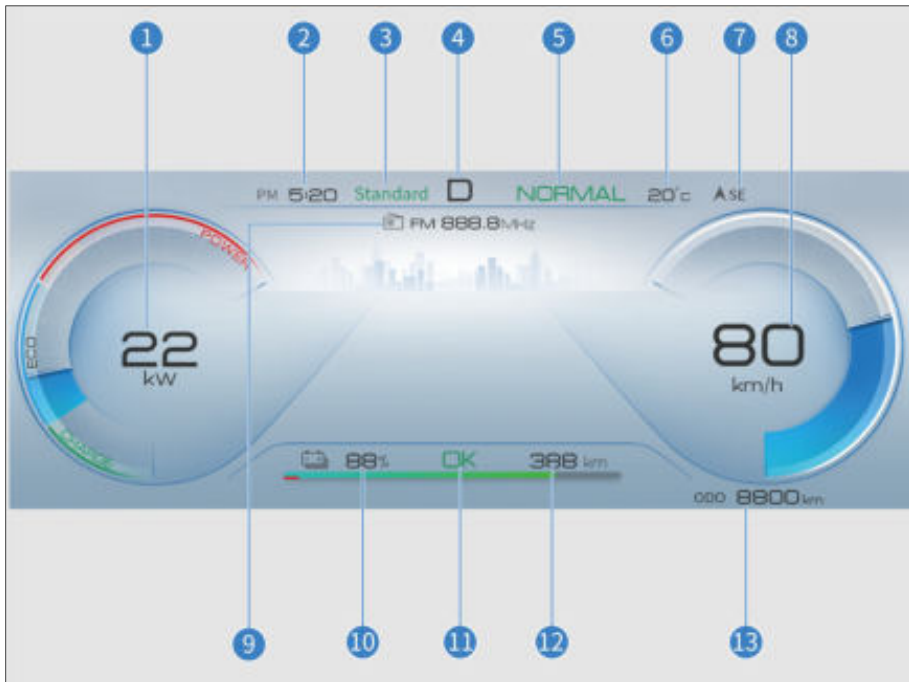 1 2 3 4 5 6 7 8
PM 5:20 Standard D NORMAL 20°C SE
FM 888.8MHz
POWER
ECO
CHARGE
22
kW
80
km/h
88% OK 388 km
ODO 8800km
9 10 11 12 13